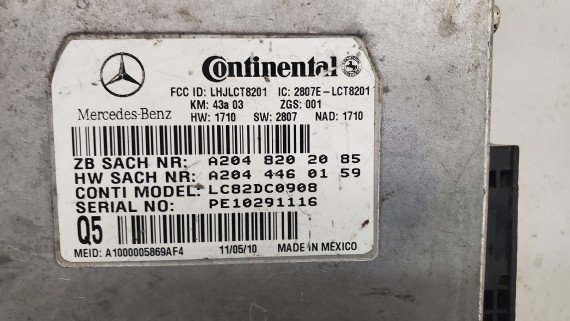 Continental
FCC ID: LHJLCT8201 IC: 2807E-LCT8201
KM: 43a 03 ZGS: 001
Mercedes-Benz HW: 1710 SW: 2807 NAD: 1710
ZB SACH NR: A204 820 20 85
HW SACH NR: A204 446 01 59
CONTI MODEL: LC82DC0908
SERIAL NO: PE10291116
Q5
MEID: A1000005869AF4 11/05/10 MADE IN MÉXICO